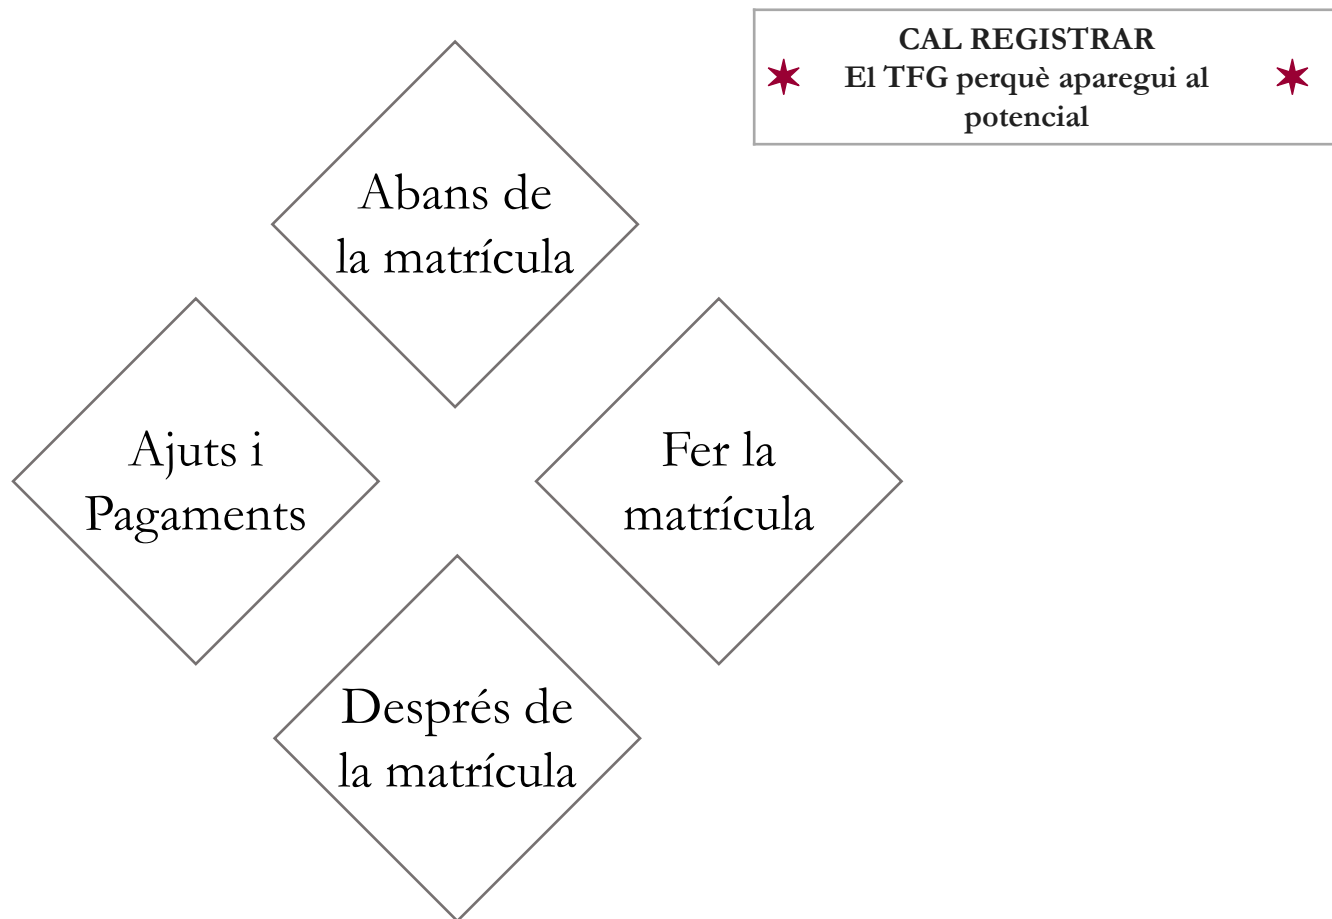 CAL REGISTRAR
El TFG perquè aparegui al
potencial
Abans de
la matrícula
Ajuts i
Pagaments
Fer la
matrícula
Després de
la matrícula